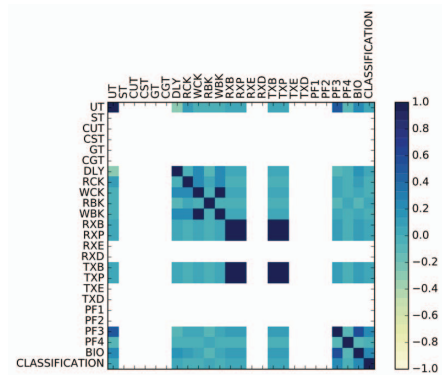 UT
ST
CUT
CST
GT
CGT
DLY
RCK
WCK
RBK
WBK
RXB
RXP
RXE
RXD
TXB
TXP
TXE
TXD
PF1
PF2
PF3
PF4
BIO
CLASSIFICATION
UT
ST
CUT
CST
GT
CGT
DLY
RCK
WCK
RBK
WBK
RXB
RXP
RXE
RXD
TXB
TXP
TXE
TXD
PF1
PF2
PF3
PF4
BIO
CLASSIFICATION
1.0
0.8
0.6
0.4
0.2
0.0
−0.2
−0.4
−0.6
−0.8
−1.0